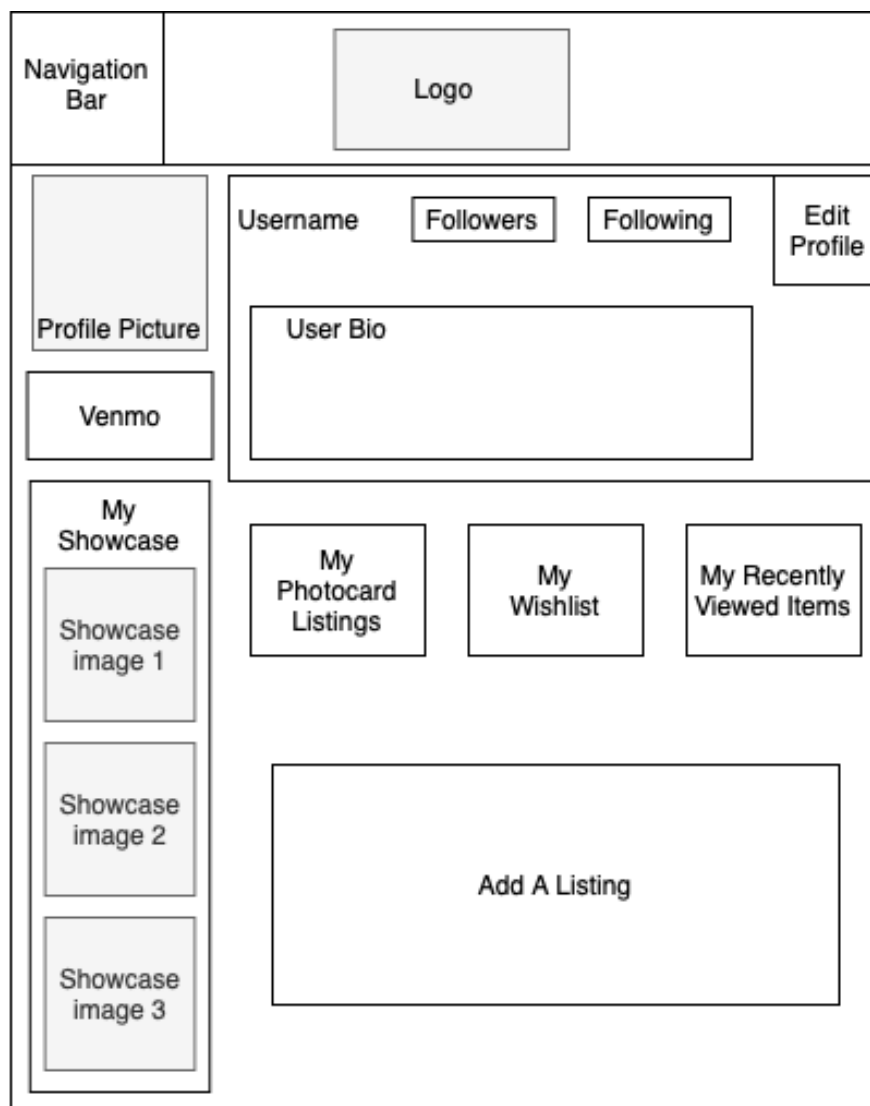 Navigation
Bar
Logo
Profile Picture
Username
Followers
Following
Edit
Profile
User Bio
Venmo
My
Showcase
Showcase
image 1
Showcase
image 2
Showcase
image 3
My
Photocard
Listings
My
Wishlist
My Recently
Viewed Items
Add A Listing